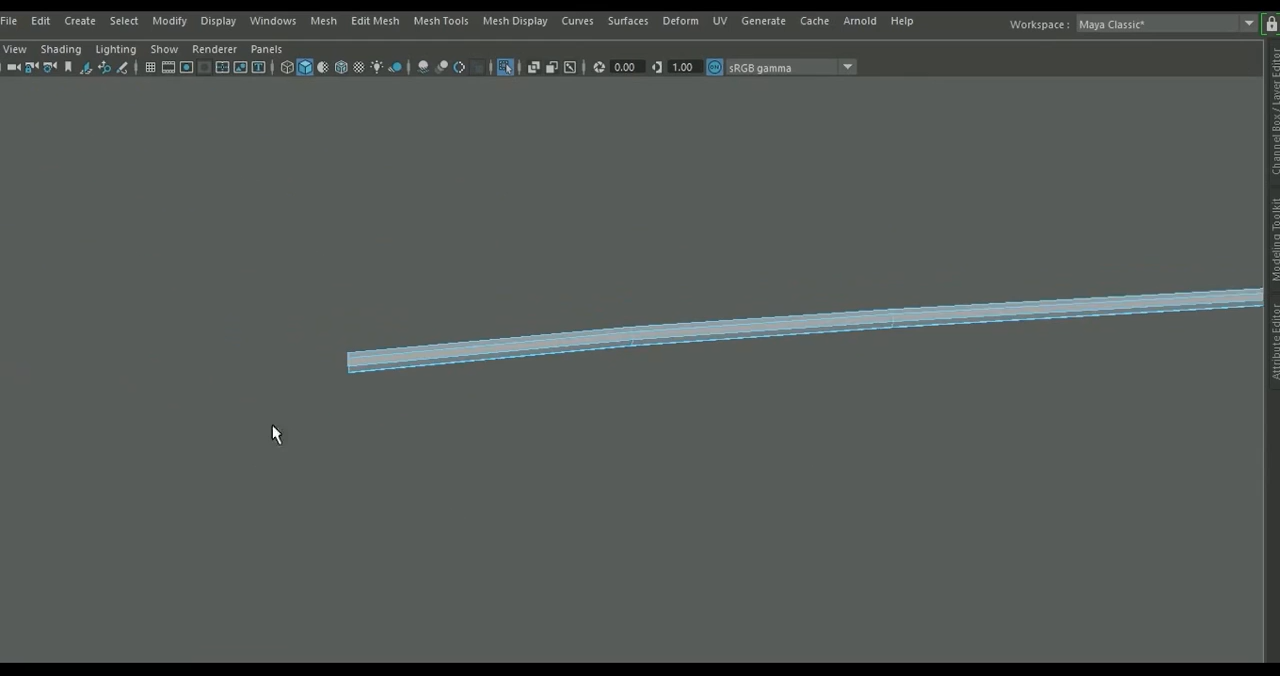 File Edit Create Select Modify Display Windows Mesh Edit Mesh Mesh Tools Mesh Display Curves Surfaces Deform UV Generate Cache Arnold Help
Workspace : Maya Classic*
View Shading Lighting Show Renderer Panels
0.00 1.00 ON sRGB gamma
Channel Box / Layer Editor
Modeling Toolkit
Attribute Editor